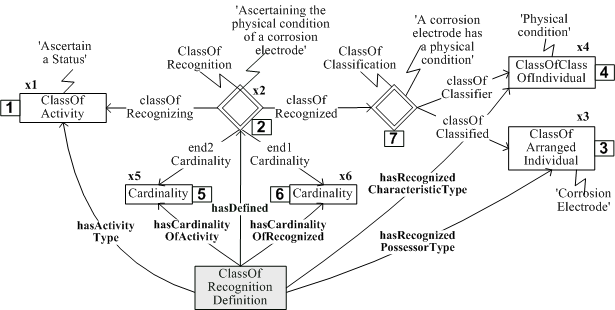 'Ascertaining the
physical condition
of a corrosion
electrode'
'A corrosion
electrode has
a physical
condition'
'Physical
condition'
'Ascertain
a Status'
ClassOf
Recognition
ClassOf
Classification
x4
ClassOfClass
OfIndividual
4
x1
x2
classOf
Classifier
1
ClassOf
Activity
classOf
Recognizing
classOf
Recognized
2
7
classOf
Classified
x3
ClassOf
Arranged
Individual
3
end2
Cardinality
end1
Cardinality
x5
Cardinality
5
6
x6
Cardinality
hasRecognized
CharacteristicType
'Corrosion
Electrode'
hasDefined
hasActivity
Type
hasCardinality
OfActivity
hasCardinality
OfRecognized
hasRecognized
PossessorType
ClassOf
Recognition
Definition